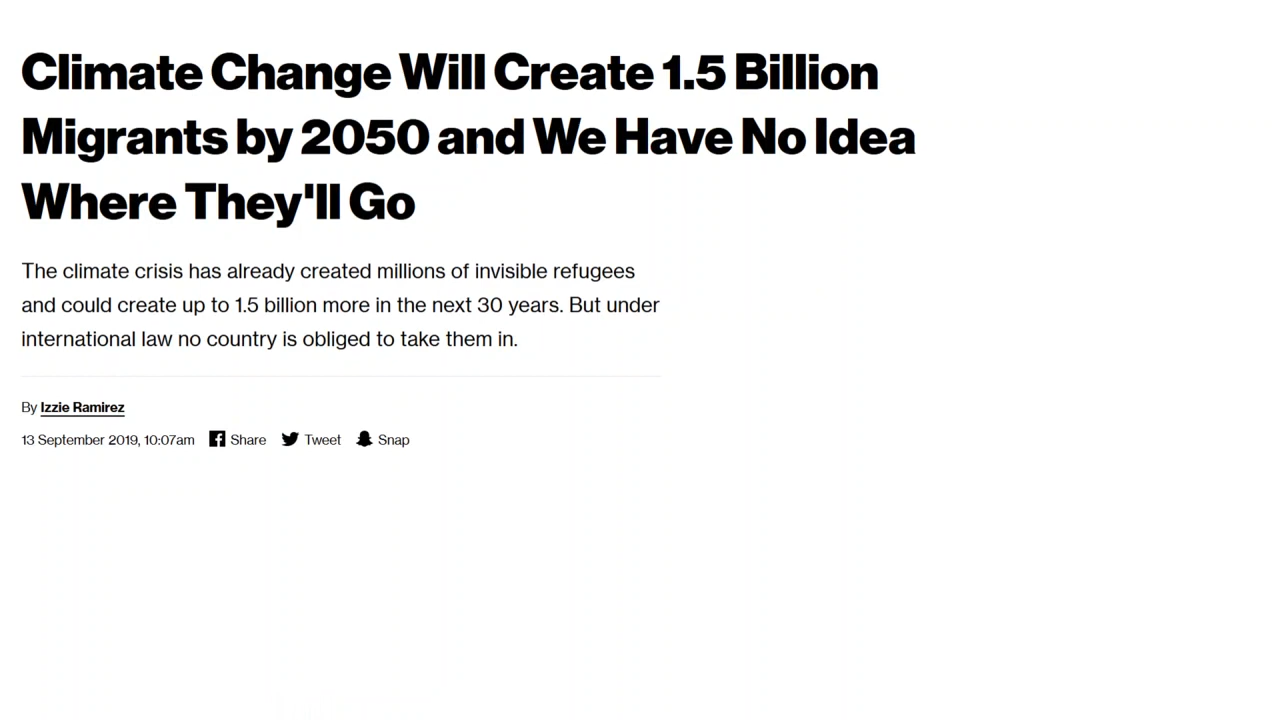 Climate Change Will Create 1.5 Billion
Migrants by 2050 and We Have No Idea
Where They'll Go
The climate crisis has already created millions of invisible refugees
and could create up to 1.5 billion more in the next 30 years. But under
international law no country is obliged to take them in.
By Izzie Ramirez
13 September 2019, 10:07am Share Tweet Snap